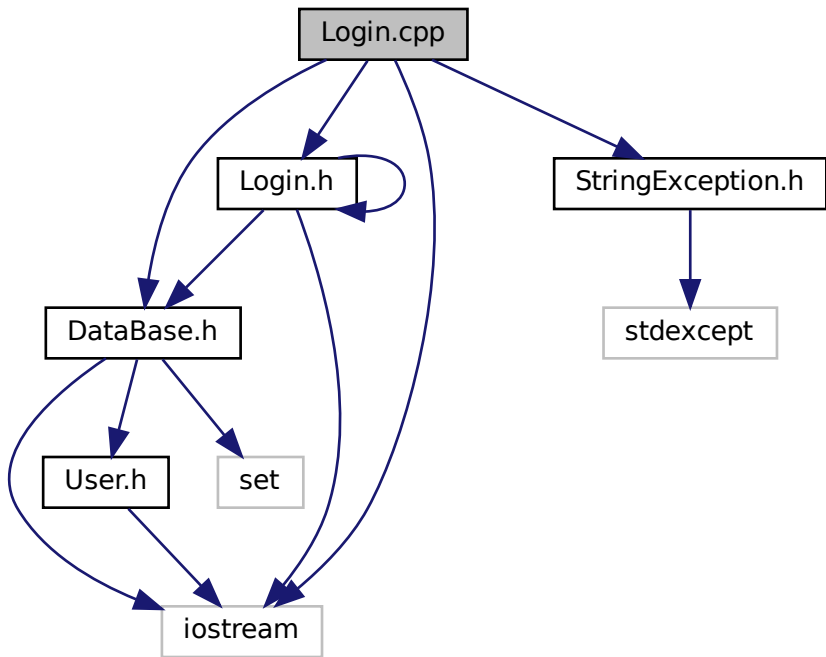 Login.cpp
Login.h
StringException.h
DataBase.h
stdexcept
User.h
set
iostream